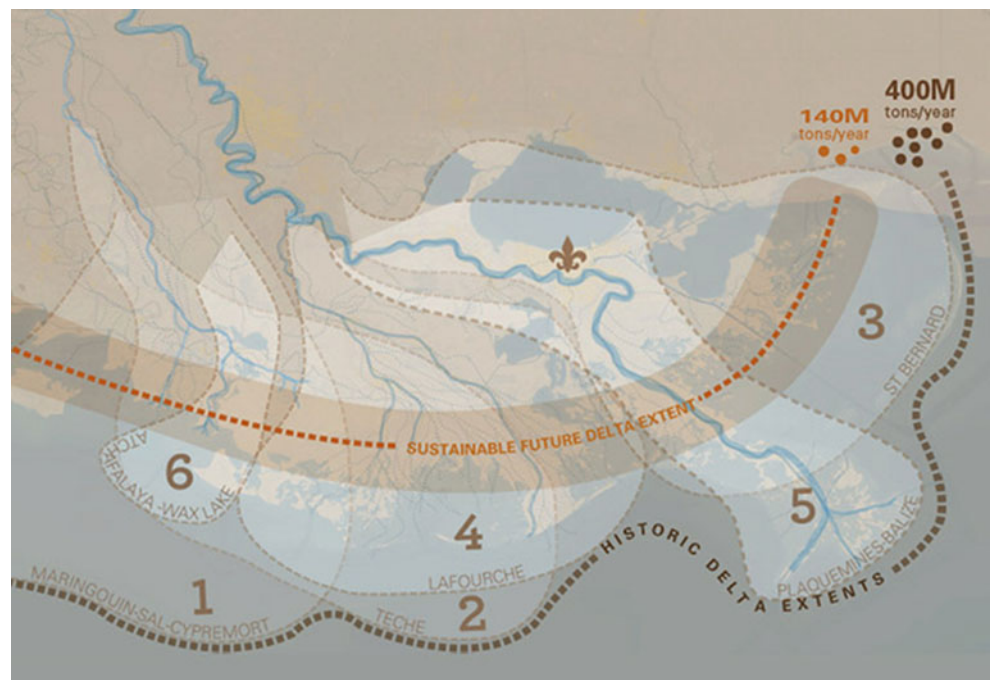 400M
tons/year
140M
tons/year
3
ST BERNARD
SUSTAINABLE FUTURE DELTA EXTENT
6
ATCHAFALAYA-WAX LAKE
4
LAFOURCHE
5
PLAQUEMINES-BALIZE
HISTORIC DELTA EXTENTS
1
MARINGOUIN-SAL-CYPREMORT
2
TECHE